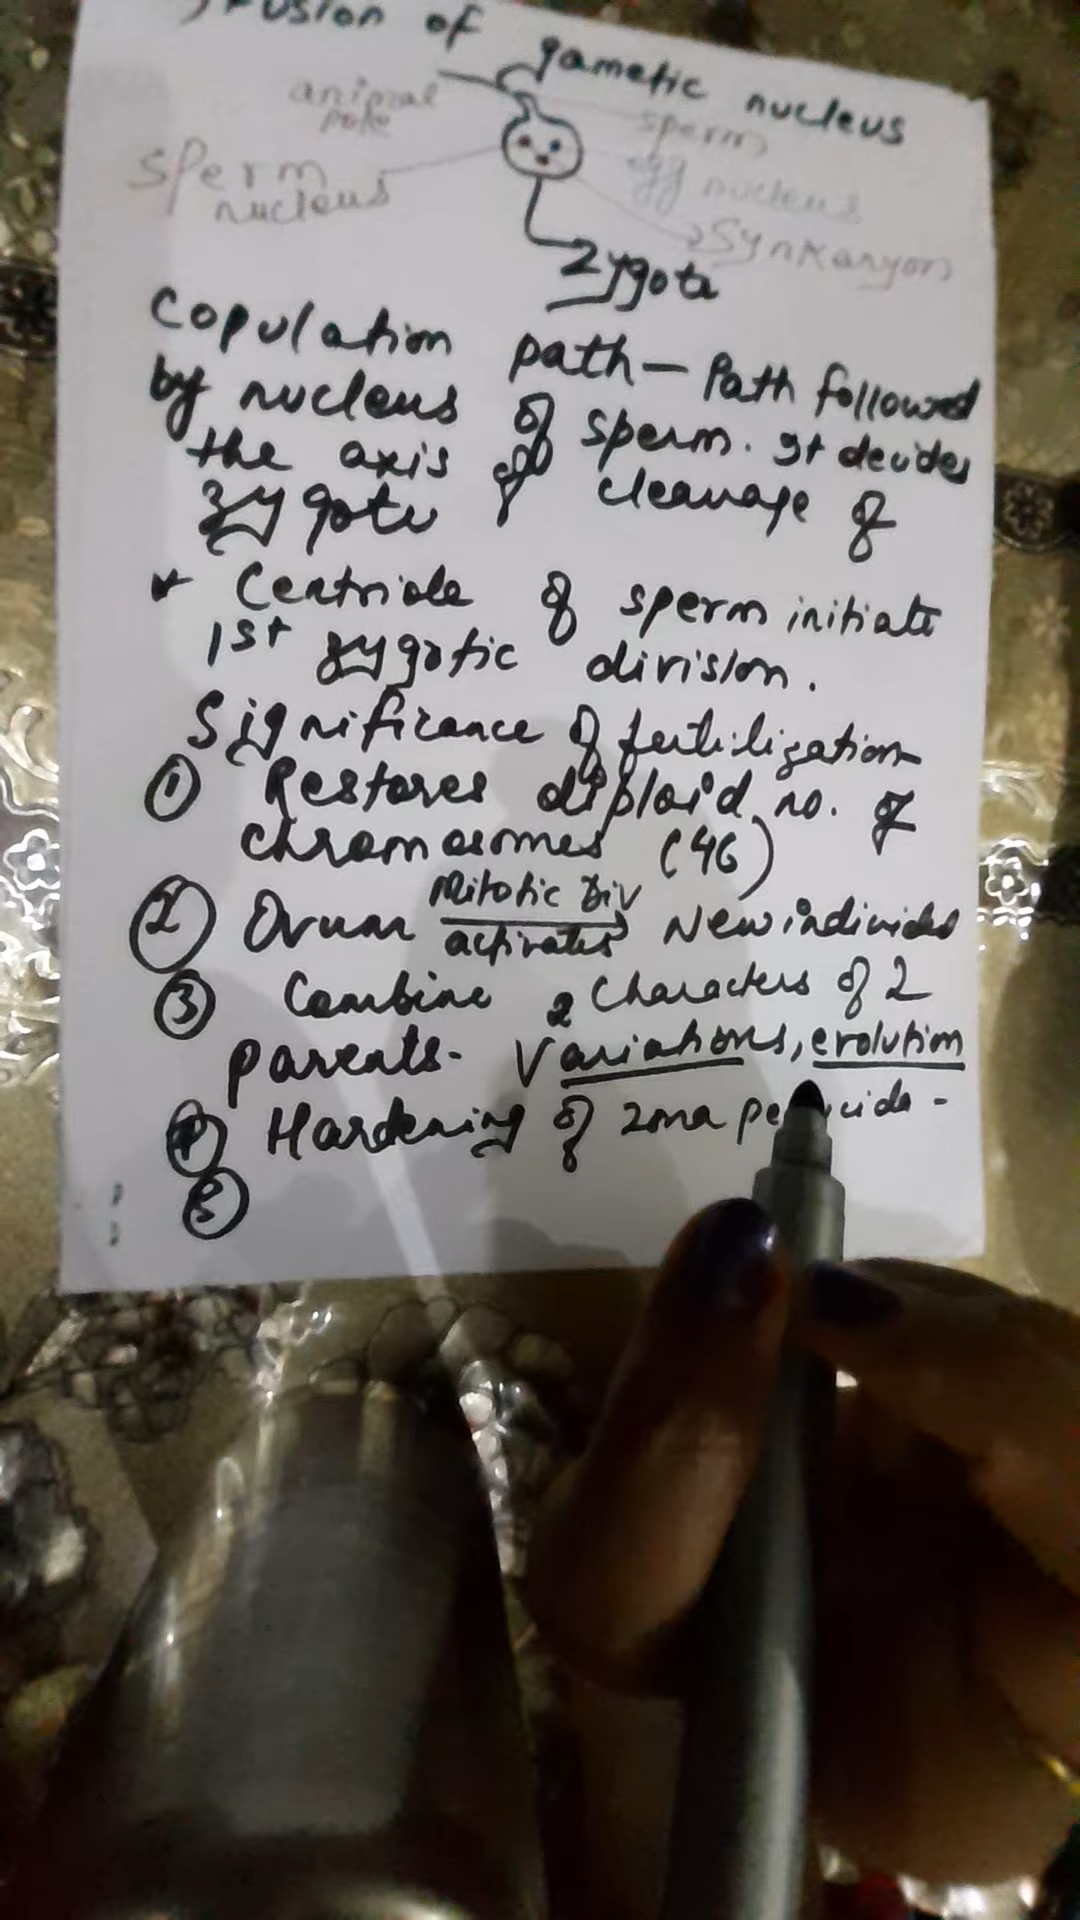 Fusion of gametic nucleus
animal
pole
sperm
sperm
nucleus
egg nucleus
Synkaryon
Zygote
Copulation path - Path followed
by nucleus of sperm. It decides
the axis of cleavage of
zygote
* Centriole of sperm initiate
1st zygotic division.
Significance of fertilization
① Restores diploid no. of
chromosomes (46)
② Ovum Mitotic Div activates New individual
③ Combine 2 characters of 2
parents. Variations, evolution
④ Hardening of zona
⑤